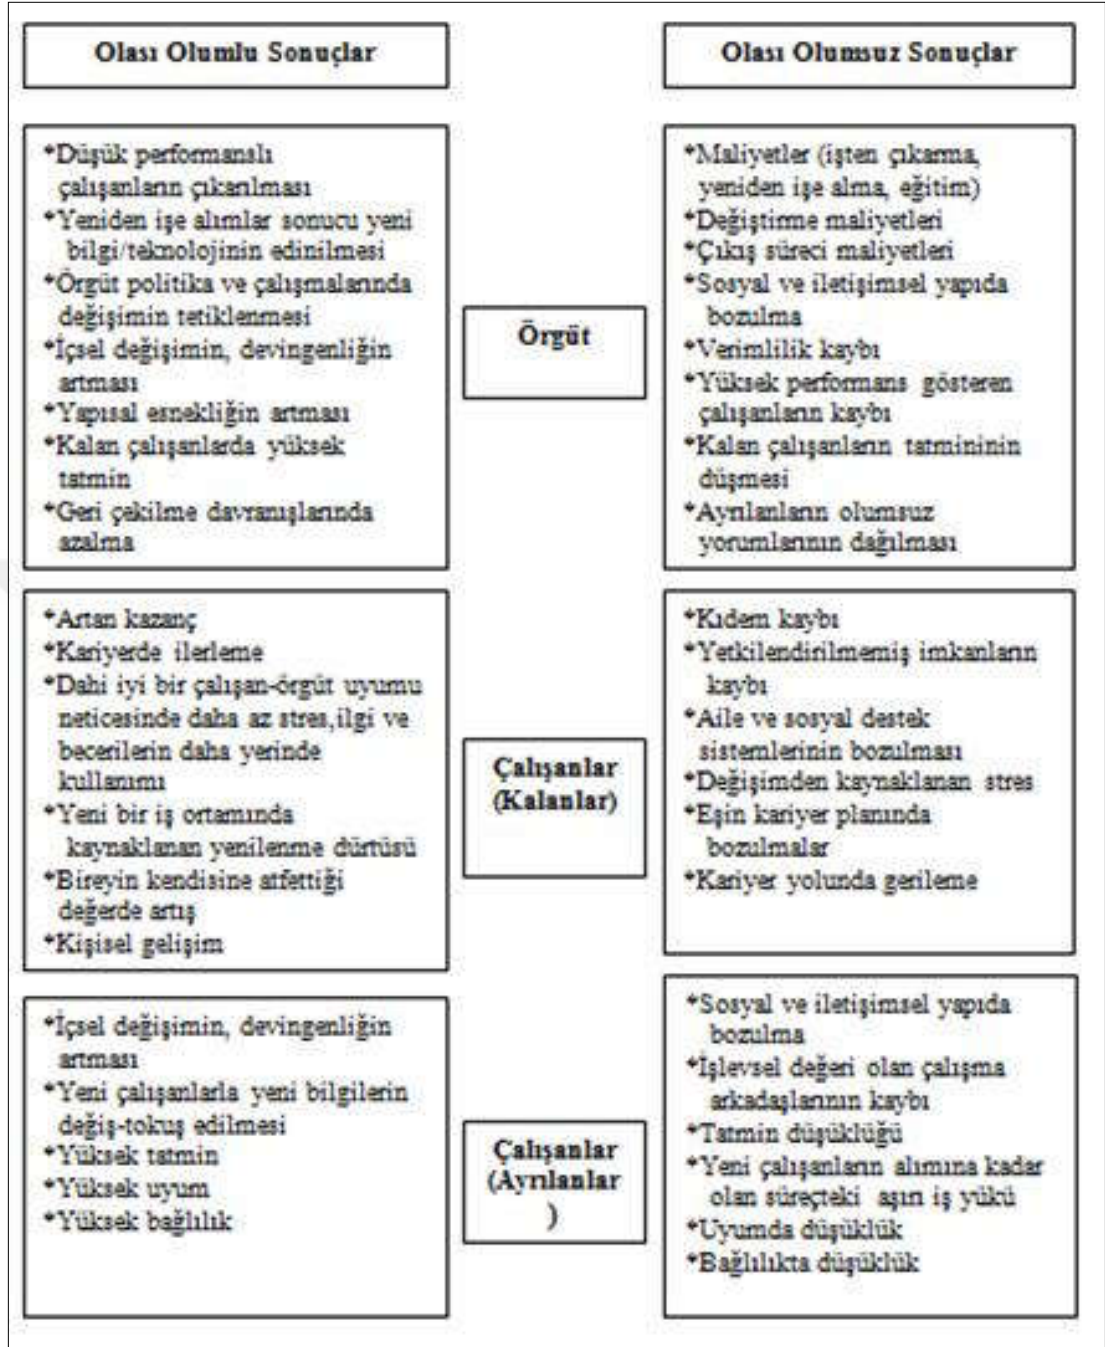 Olası Olumlu Sonuçlar
Olası Olumsuz Sonuçlar
*Düşük performanslı
çalışanların çıkarılması
*Yeniden işe alımlar sonucu yeni
bilgi/teknolojinin edinilmesi
*Örgüt politika ve çalışmalarında
değişimin tetiklenmesi
*İçsel değişimin, devingenliğin
artması
*Yapısal esnekliğin artması
*Kalan çalışanlarda yüksek
tatmin
*Geri çekilme davranışlarında
azalma
Örgüt
*Maliyetler (işten çıkarma,
yeniden işe alma, eğitim)
*Değiştirme maliyetleri
*Çıkış süreci maliyetleri
*Sosyal ve iletişimsel yapıda
bozulma
*Verimlilik kaybı
*Yüksek performans gösteren
çalışanların kaybı
*Kalan çalışanların tatmininin
düşmesi
*Ayrılanların olumsuz
yorumlarının dağılması
*Artan kazanç
*Kariyerde ilerleme
*Dahi iyi bir çalışan-örgüt uyumu
neticesinde daha az stres,ilgi ve
becerilerin daha yerinde
kullanımı
*Yeni bir iş ortamında
kaynaklanan yenilenme dürtüsü
*Bireyin kendisine atfettiği
değerde artış
*Kişisel gelişim
Çalışanlar
(Kalanlar)
*Kıdem kaybı
*Yetkilendirilmemiş imkanların
kaybı
*Aile ve sosyal destek
sistemlerinin bozulması
*Değişimden kaynaklanan stres
*Eşin kariyer planında
bozulmalar
*Kariyer yolunda gerileme
*İçsel değişimin, devingenliğin
artması
*Yeni çalışanlarla yeni bilgilerin
değiş-tokuş edilmesi
*Yüksek tatmin
*Yüksek uyum
*Yüksek bağlılık
Çalışanlar
(Ayrılanlar
)
*Sosyal ve iletişimsel yapıda
bozulma
*İşlevsel değeri olan çalışma
arkadaşlarının kaybı
*Tatmin düşüklüğü
*Yeni çalışanların alımına kadar
olan süreçteki aşırı iş yükü
*Uyumda düşüklük
*Bağlılıkta düşüklük